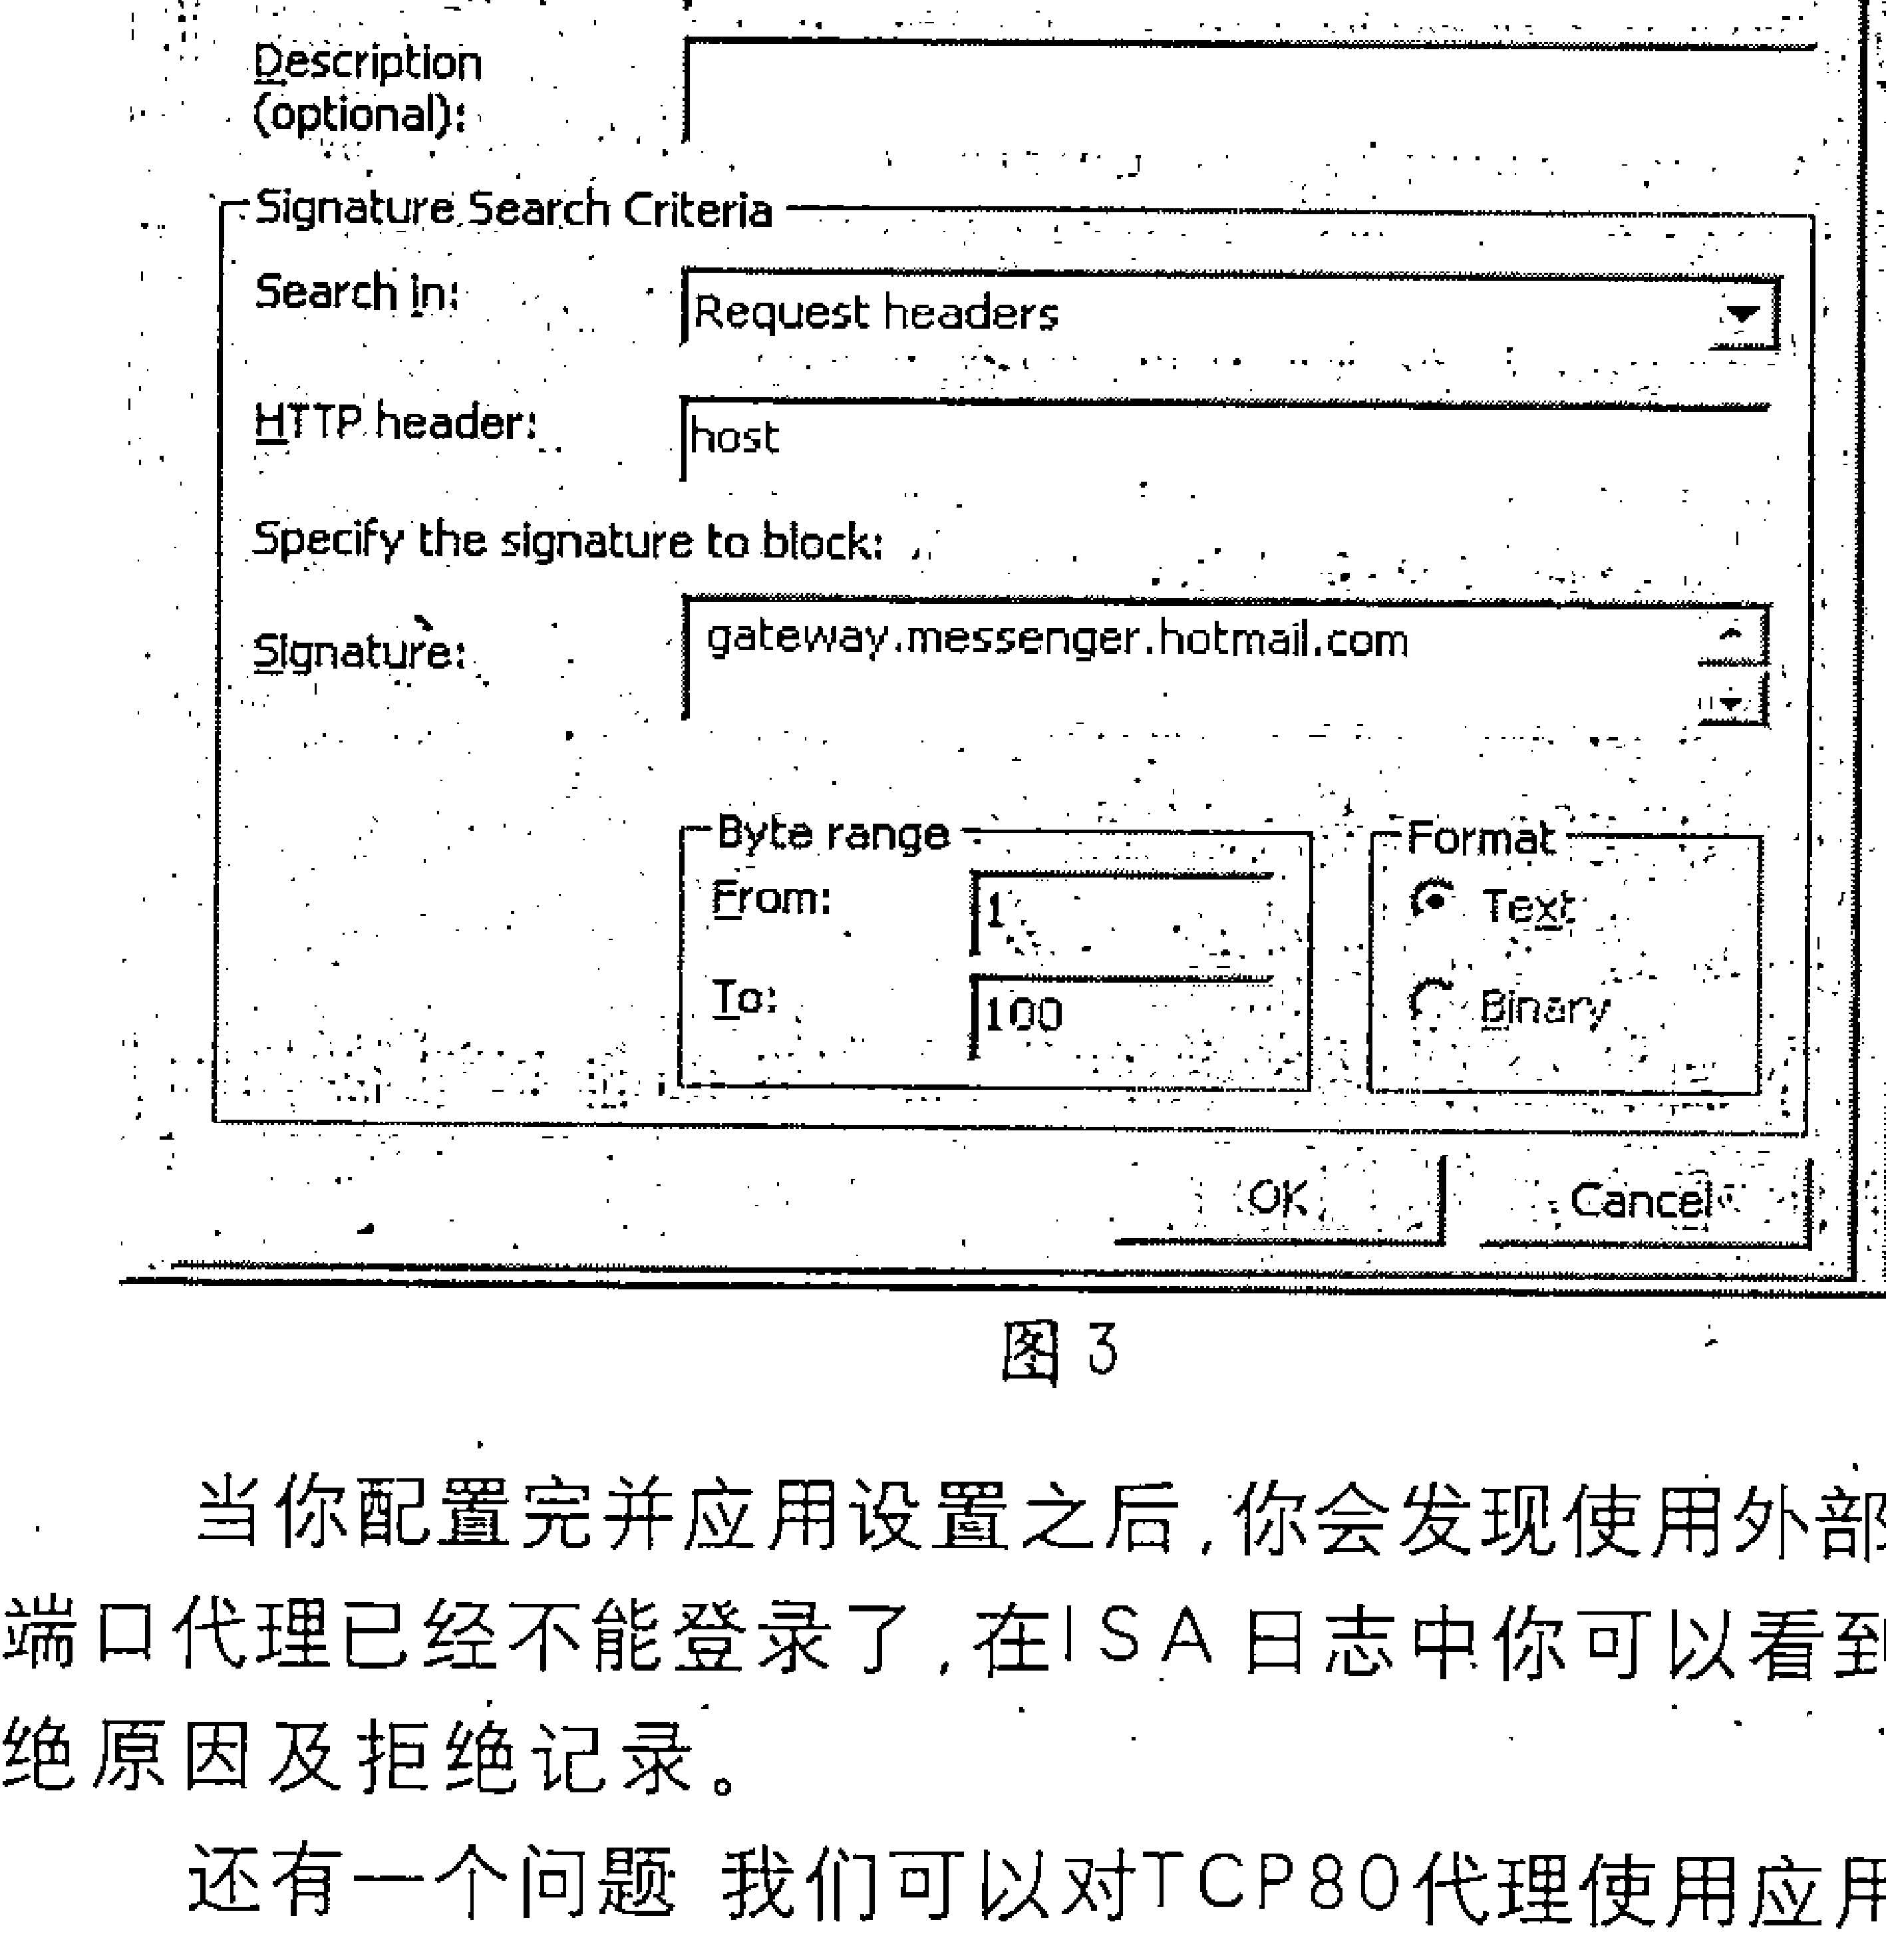 Description
(optional):
Signature Search Criteria
Search in: Request headers
HTTP header: host
Specify the signature to block:
Signature: gateway.messenger.hotmail.com
Byte range Format
From: 1 Text
To: 100 Binary
OK Cancel
图 3
当你配置完并应用设置之后,你会发现使用外部
端口代理已经不能登录了,在ISA日志中你可以看到
绝原因及拒绝记录。
还有一个问题 我们可以对TCP80代理使用应用